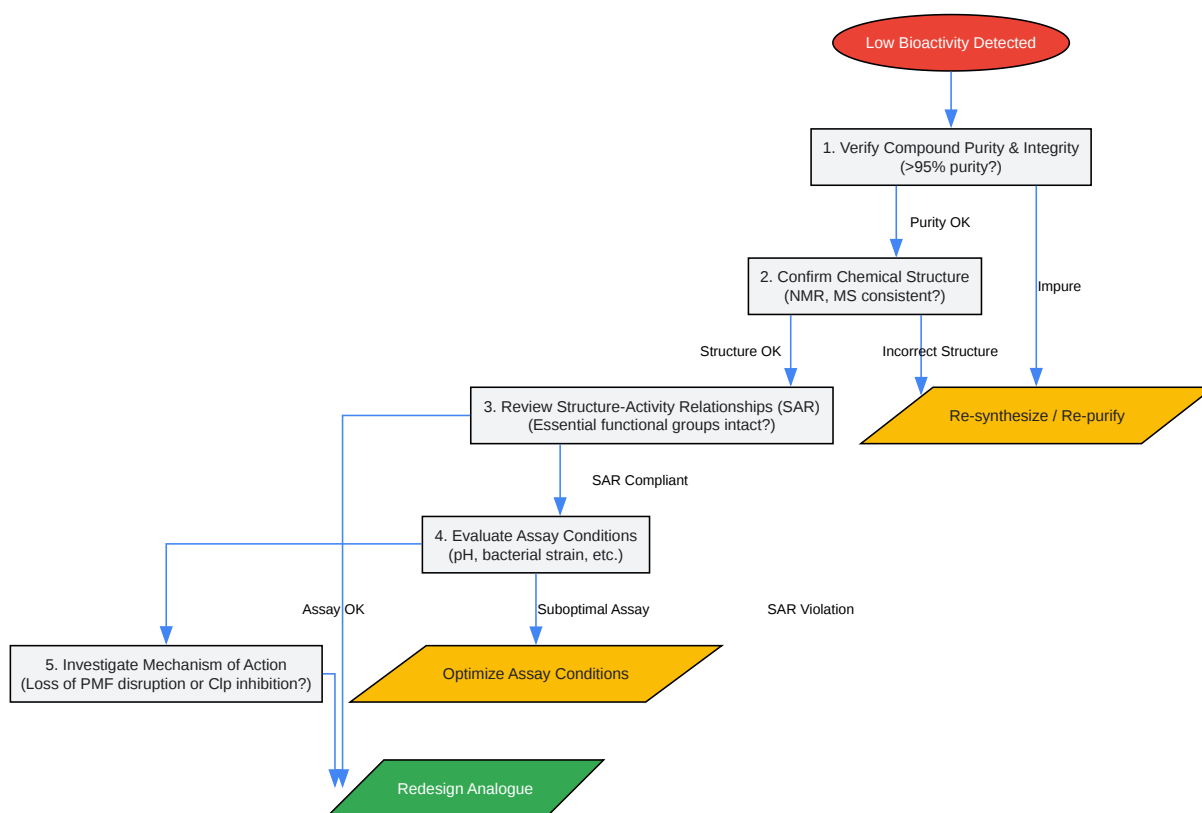 Low Bioactivity Detected
1. Verify Compound Purity & Integrity
(>95% purity?)
Purity OK
2. Confirm Chemical Structure
(NMR, MS consistent?)
Impure
Structure OK
Incorrect Structure
3. Review Structure-Activity Relationships (SAR)
(Essential functional groups intact?)
Re-synthesize / Re-purify
SAR Compliant
4. Evaluate Assay Conditions
(pH, bacterial strain, etc.)
Assay OK
Suboptimal Assay
SAR Violation
5. Investigate Mechanism of Action
(Loss of PMF disruption or Clp inhibition?)
Optimize Assay Conditions
Redesign Analogue